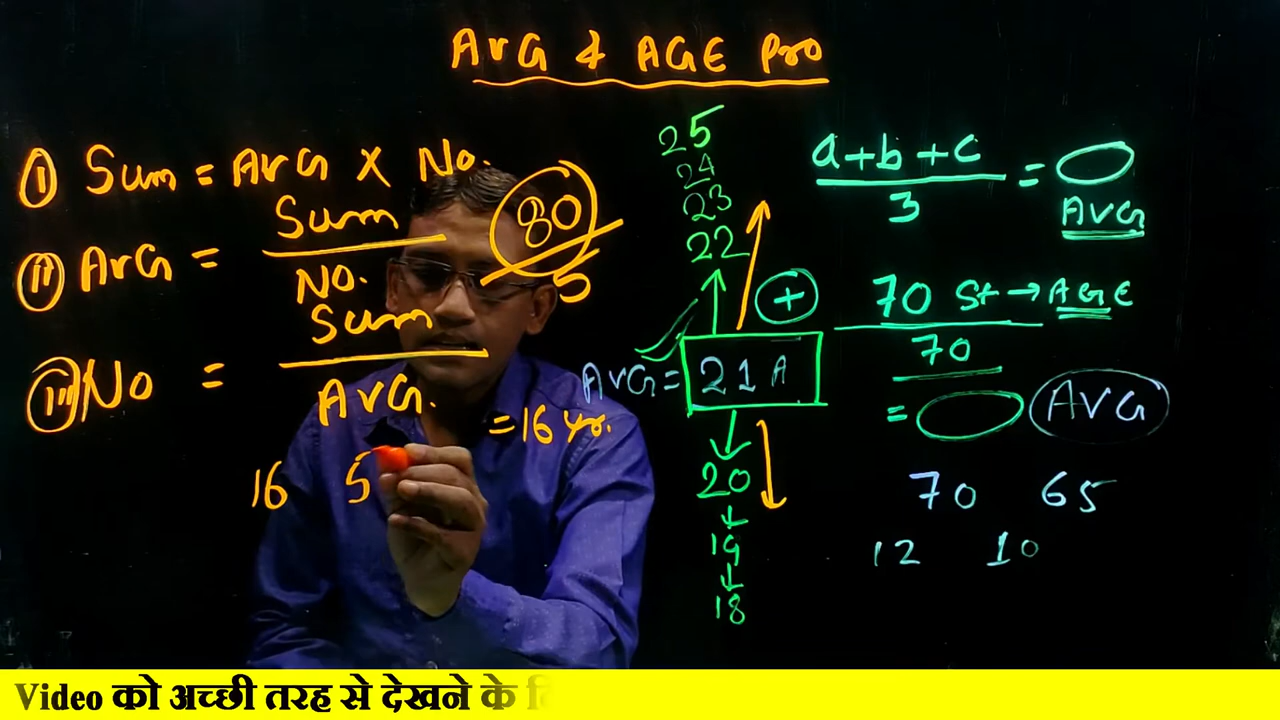 AVG & AGE Pro
(i) Sum = AVG × No.
(ii) AVG = Sum / No.
80 / 5
= 16 yr.
(iii) No = Sum / AVG.
16 5
25
24
23
22
+
AVG = 21 A
20
19
18
a+b+c / 3 =
AVG
70 St → AGE
70
= AVG
70 65
12 10
Video को अच्छी तरह से देखने के